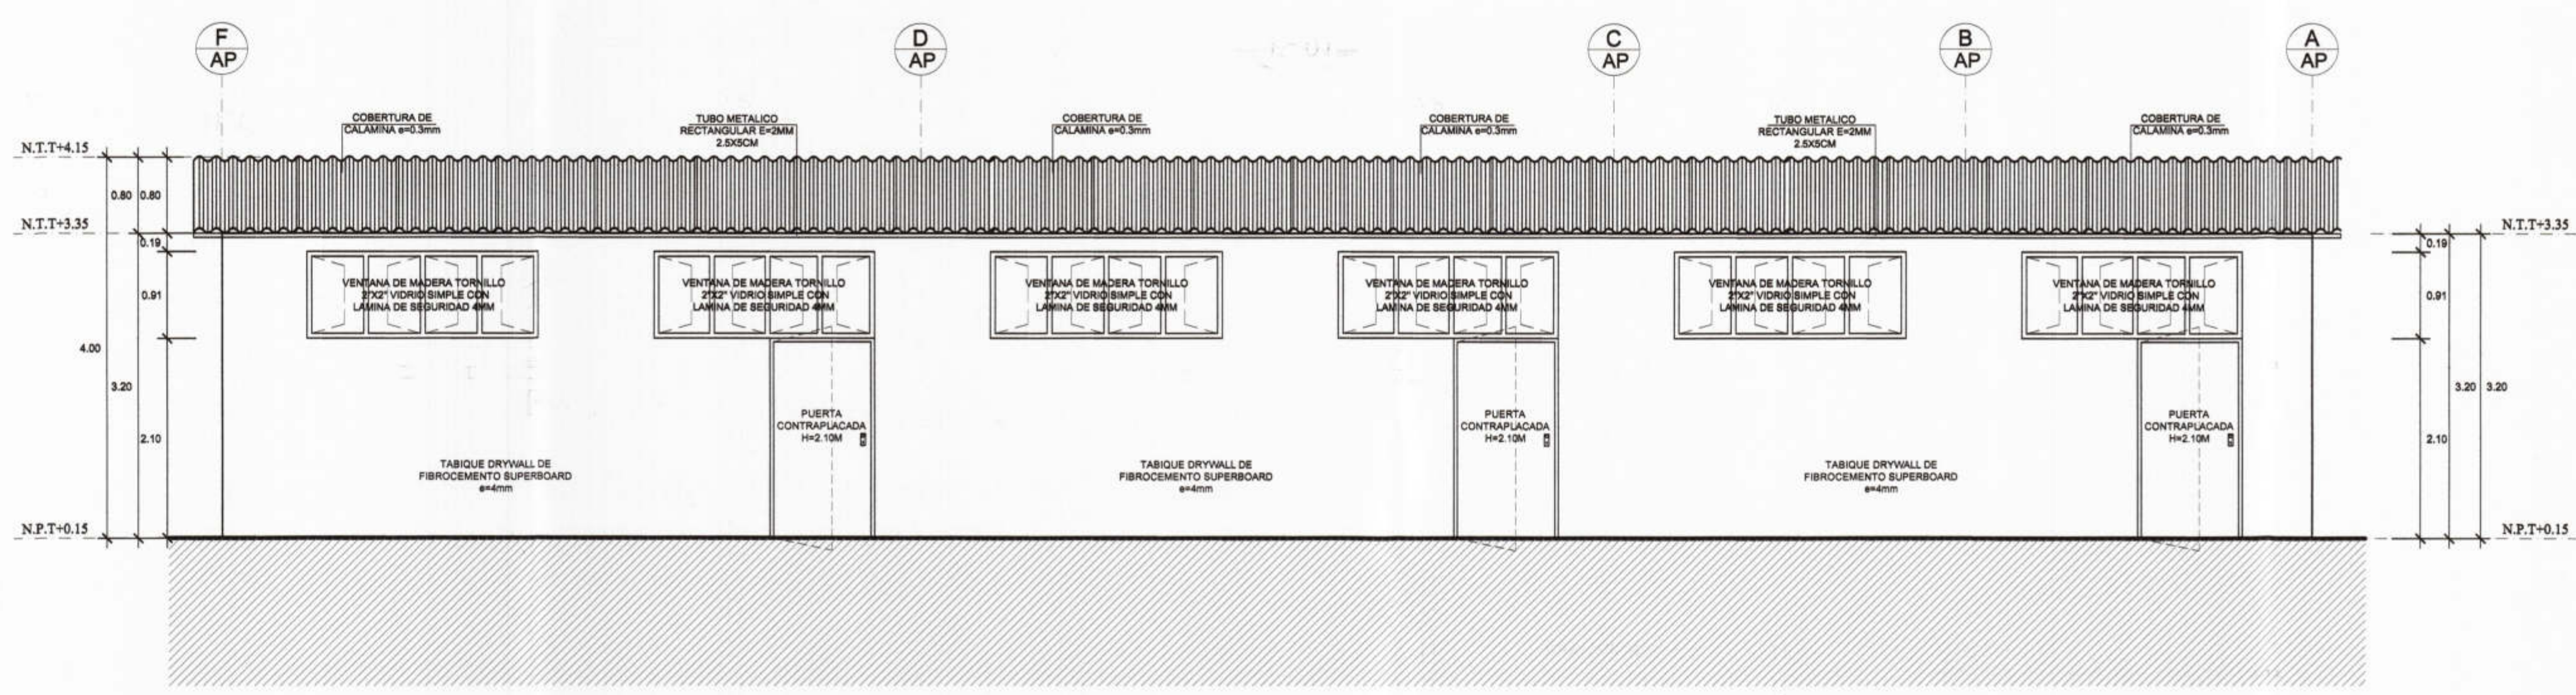 F
AP
D
AP
C
AP
B
AP
A
AP
COBERTURA DE
CALAMINA e=0.3mm
TUBO METALICO
RECTANGULAR E=2MM
2.5X5CM
COBERTURA DE
CALAMINA e=0.3mm
COBERTURA DE
CALAMINA e=0.3mm
TUBO METALICO
RECTANGULAR E=2MM
2.5X5CM
COBERTURA DE
CALAMINA e=0.3mm
N.T.T+4.15
0.80
0.80
N.T.T+3.35
N.T.T+3.35
0.19
0.19
VENTANA DE MADERA TORNILLO
2"X2" VIDRIO SIMPLE CON
LAMINA DE SEGURIDAD 4MM
VENTANA DE MADERA TORNILLO
2"X2" VIDRIO SIMPLE CON
LAMINA DE SEGURIDAD 4MM
VENTANA DE MADERA TORNILLO
2"X2" VIDRIO SIMPLE CON
LAMINA DE SEGURIDAD 4MM
VENTANA DE MADERA TORNILLO
2"X2" VIDRIO SIMPLE CON
LAMINA DE SEGURIDAD 4MM
VENTANA DE MADERA TORNILLO
2"X2" VIDRIO SIMPLE CON
LAMINA DE SEGURIDAD 4MM
VENTANA DE MADERA TORNILLO
2"X2" VIDRIO SIMPLE CON
LAMINA DE SEGURIDAD 4MM
0.91
0.91
4.00
3.20
3.20
3.20
2.10
2.10
PUERTA
CONTRAPLACADA
H=2.10M
PUERTA
CONTRAPLACADA
H=2.10M
PUERTA
CONTRAPLACADA
H=2.10M
TABIQUE DRYWALL DE
FIBROCEMENTO SUPERBOARD
e=4mm
TABIQUE DRYWALL DE
FIBROCEMENTO SUPERBOARD
e=4mm
TABIQUE DRYWALL DE
FIBROCEMENTO SUPERBOARD
e=4mm
N.P.T+0.15
N.P.T+0.15